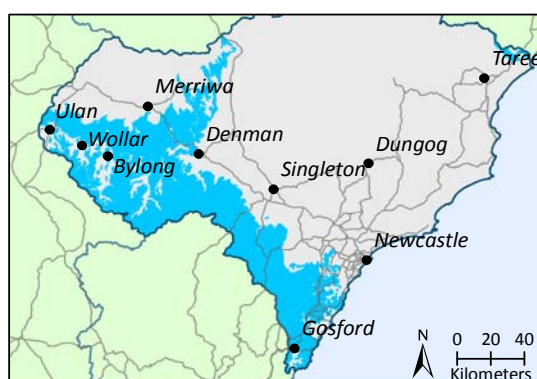 Taree
Merriwa
Ulan
Wollar
Denman
Dungog
Bylong
Singleton
Newcastle
Gosford
N
0 20 40
Kilometers